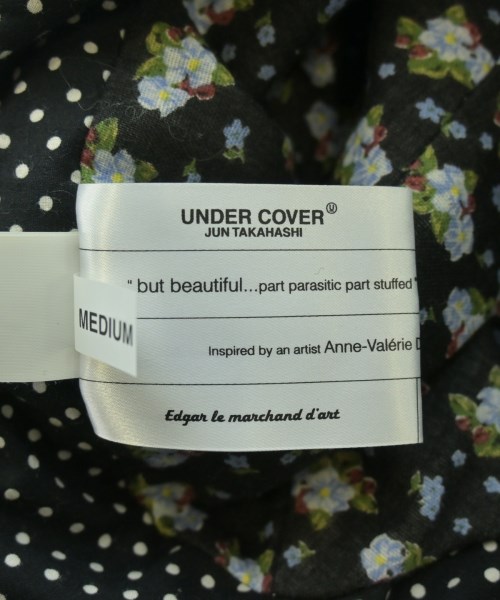 UNDER COVER Ⓤ
JUN TAKAHASHI
" but beautiful...part parasitic part stuffed "
MEDIUM
Inspired by an artist Anne-Valérie
Edgar le marchand d'art